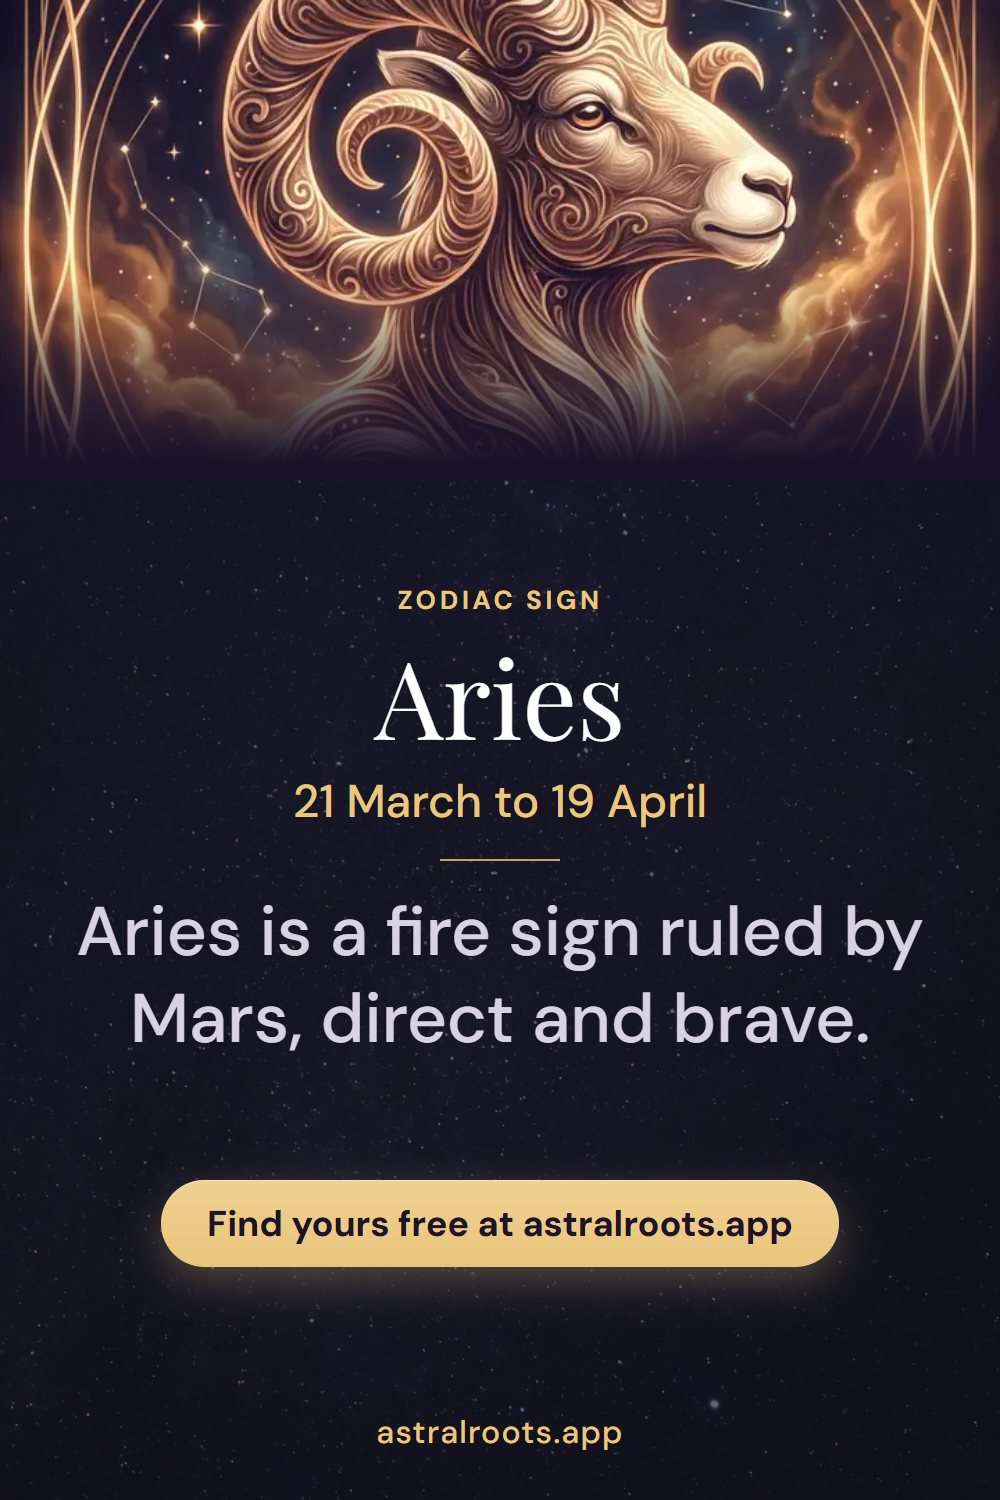 ZODIAC SIGN
Aries
21 March to 19 April
Aries is a fire sign ruled by
Mars, direct and brave.
Find yours free at astralroots.app
astralroots.app